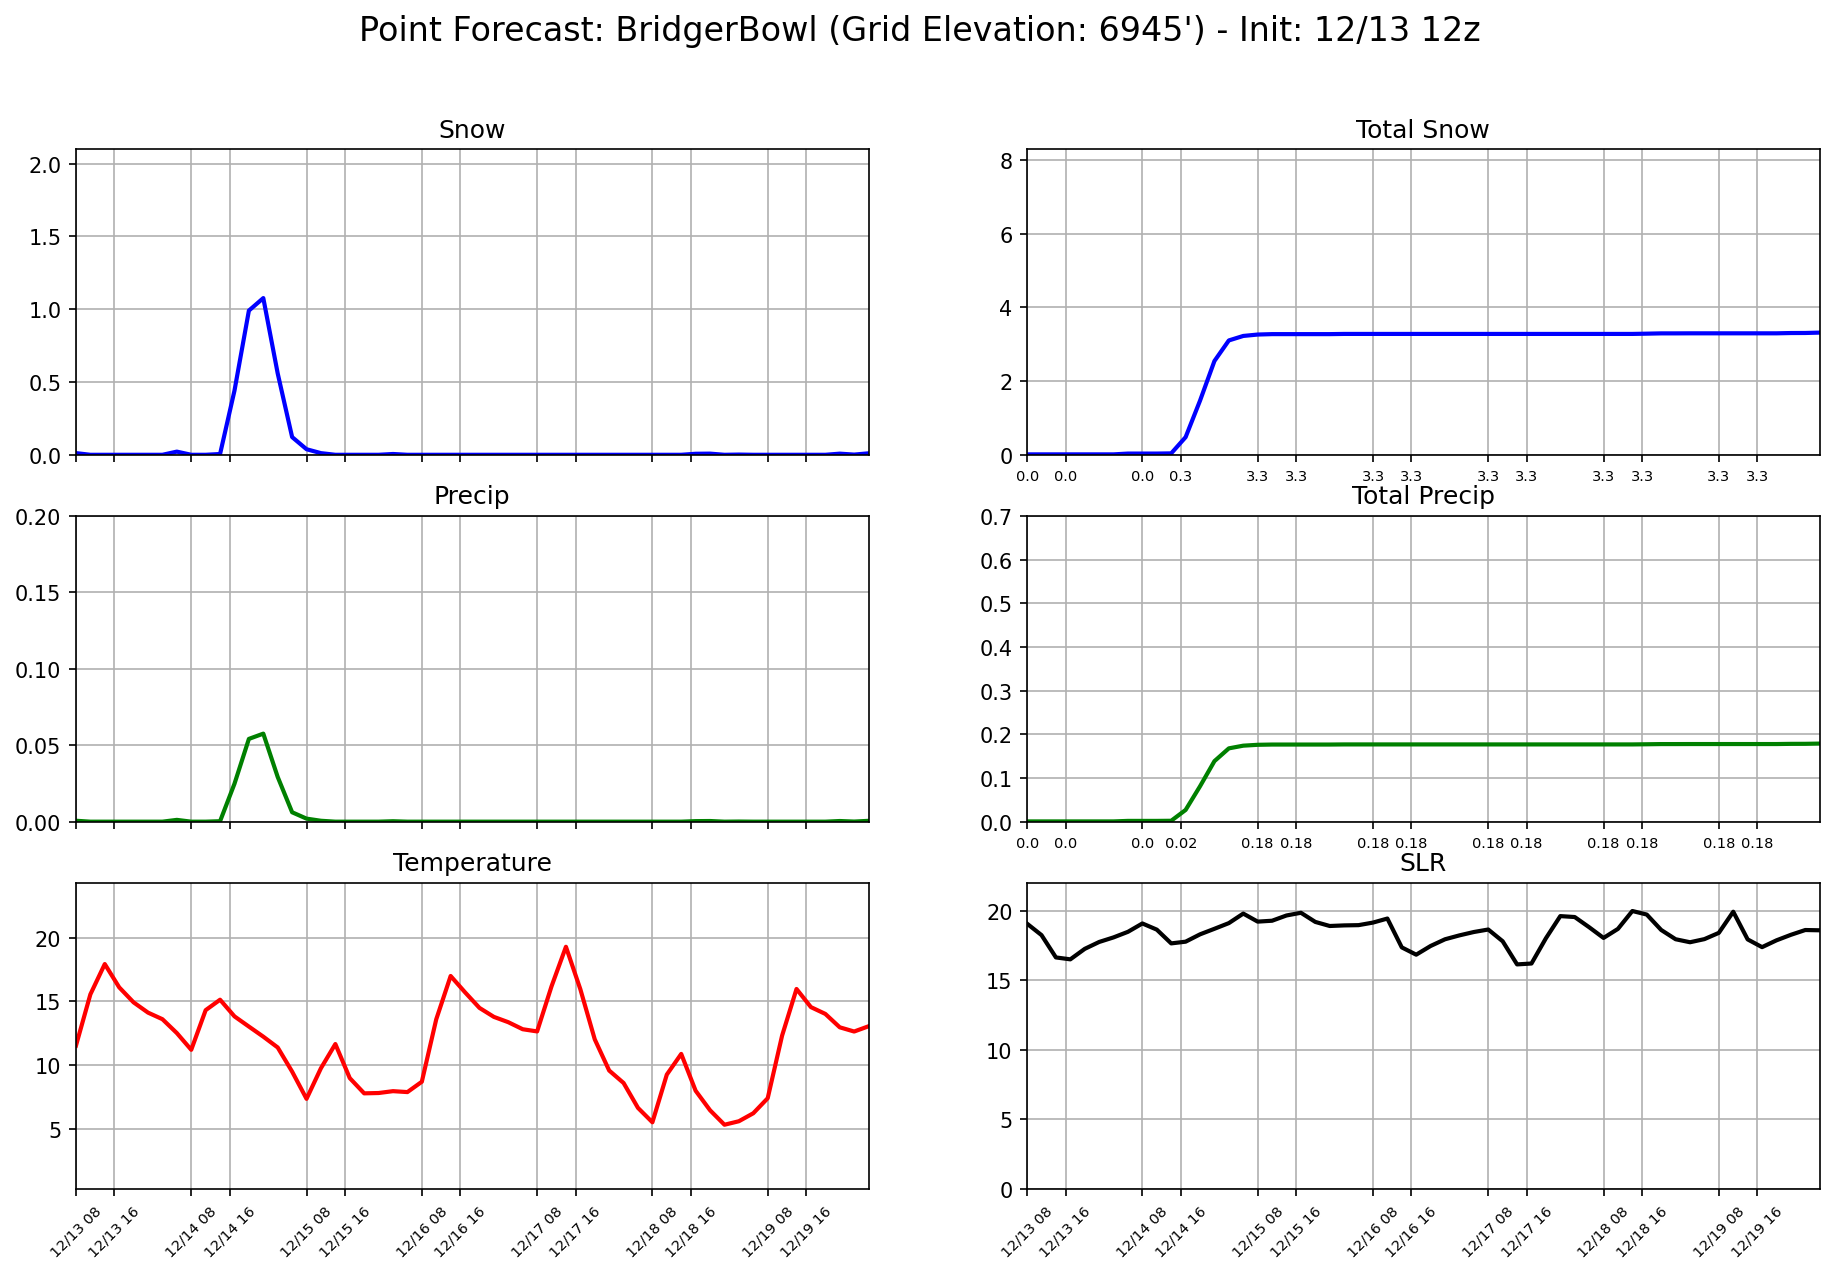 Point Forecast: BridgerBowl (Grid Elevation: 6945') - Init: 12/13 12z
Snow
2.0
1.5
1.0
0.5
0.0
Total Snow
8
6
4
2
0
0.0 0.0 0.0 0.3 3.3 3.3 3.3 3.3 3.3 3.3 3.3 3.3 3.3 3.3
Precip
0.20
0.15
0.10
0.05
0.00
Total Precip
0.7
0.6
0.5
0.4
0.3
0.2
0.1
0.0
0.0 0.0 0.0 0.02 0.18 0.18 0.18 0.18 0.18 0.18 0.18 0.18 0.18 0.18
Temperature
20
15
10
5
12/13 08 12/13 16 12/14 08 12/14 16 12/15 08 12/15 16 12/16 08 12/16 16 12/17 08 12/17 16 12/18 08 12/18 16 12/19 08 12/19 16
SLR
20
15
10
5
0
12/13 08 12/13 16 12/14 08 12/14 16 12/15 08 12/15 16 12/16 08 12/16 16 12/17 08 12/17 16 12/18 08 12/18 16 12/19 08 12/19 16